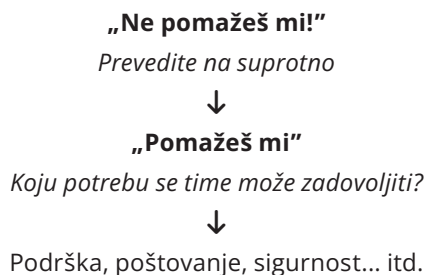 „Ne pomažeš mi!”
Prevedite na suprotno
↓
„Pomažeš mi”
Koju potrebu se time može zadovoljiti?
↓
Podrška, poštovanje, sigurnost... itd.